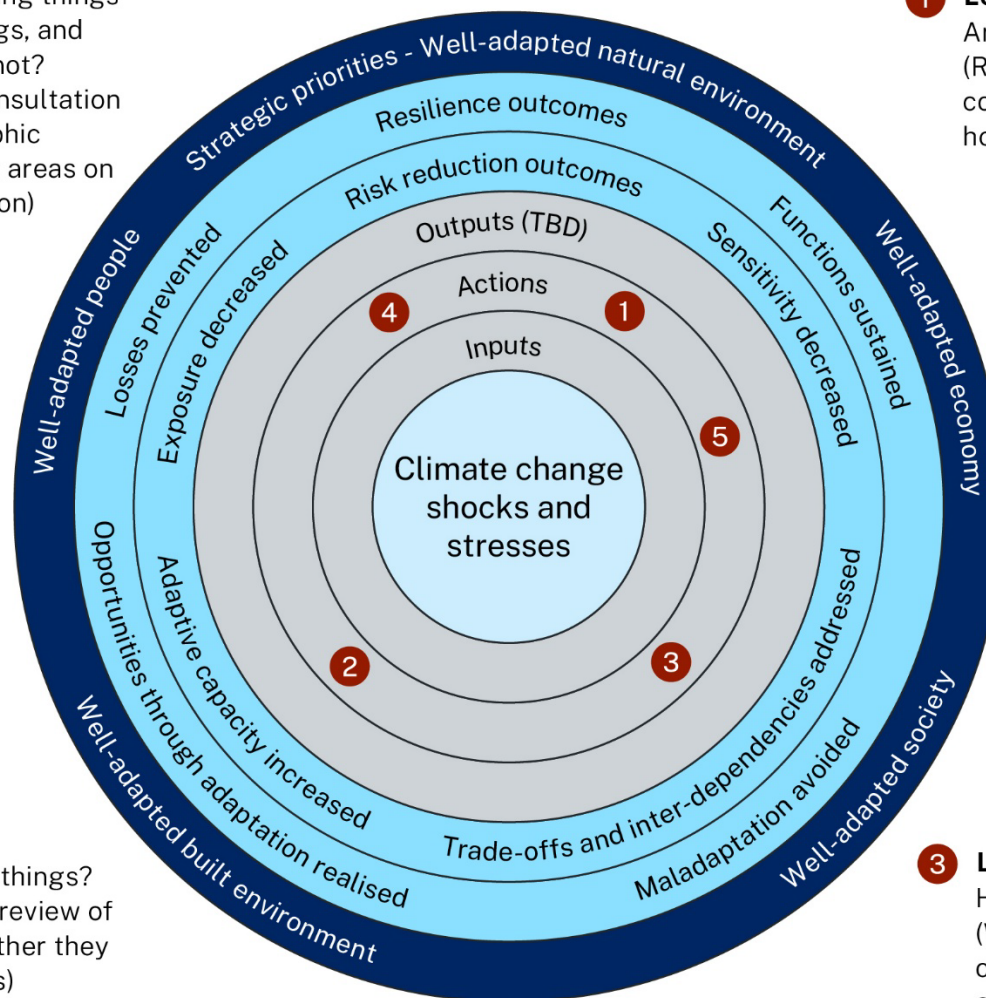 things
gs, and
not?
nsultation
phic
areas on
on)
1
(R
co
ho
Strategic priorities - Well-adapted natural environment
Well-adapted economy
Well-adapted society
Well-adapted built environment
Well-adapted people
Resilience outcomes
Functions sustained
Maladaptation avoided
Opportunities through adaptation realised
Losses prevented
Risk reduction outcomes
Sensitivity decreased
Trade-offs and inter-dependencies addressed
Adaptive capacity increased
Exposure decreased
Outputs (TBD)
Actions
4
1
5
3
2
Inputs
Climate change
shocks and
stresses
things?
review of
ther they
s)
3 L
H